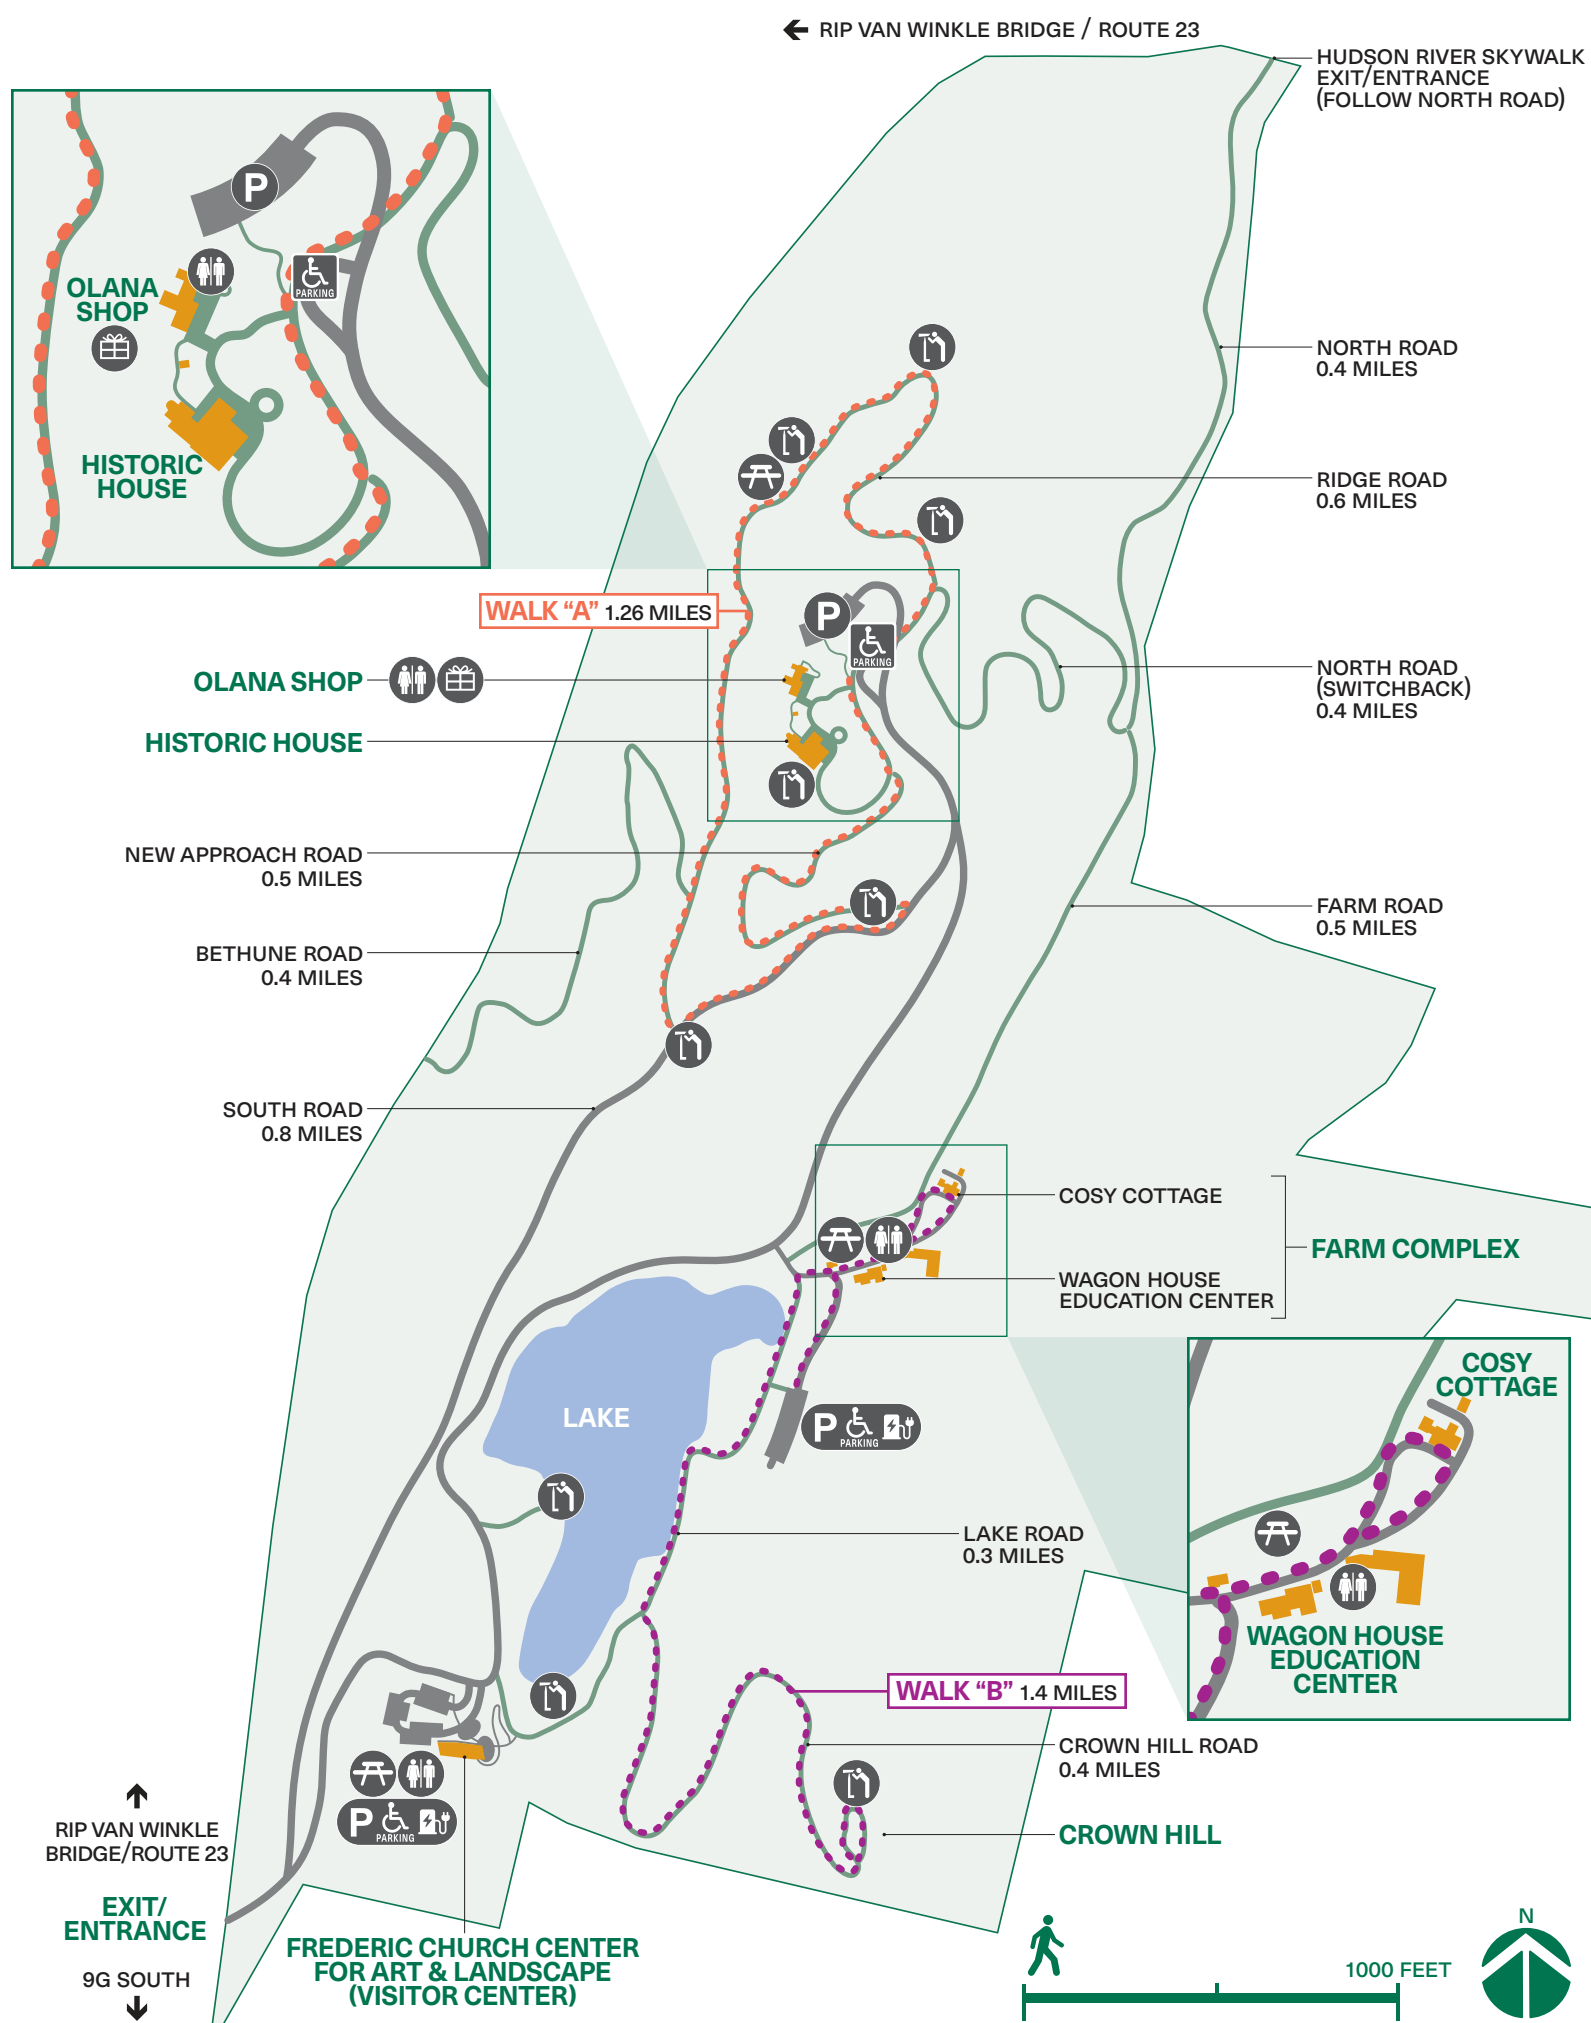 ← RIP VAN WINKLE BRIDGE / ROUTE 23
HUDSON RIVER SKYWALK
EXIT/ENTRANCE
(FOLLOW NORTH ROAD)
P
PARKING
OLANA
SHOP
HISTORIC
HOUSE
NORTH ROAD
0.4 MILES
RIDGE ROAD
0.6 MILES
WALK “A” 1.26 MILES
P
PARKING
OLANA SHOP
HISTORIC HOUSE
NORTH ROAD
(SWITCHBACK)
0.4 MILES
NEW APPROACH ROAD
0.5 MILES
FARM ROAD
0.5 MILES
BETHUNE ROAD
0.4 MILES
SOUTH ROAD
0.8 MILES
COSY COTTAGE
FARM COMPLEX
WAGON HOUSE
EDUCATION CENTER
LAKE
P
PARKING
COSY
COTTAGE
WAGON HOUSE
EDUCATION
CENTER
LAKE ROAD
0.3 MILES
WALK “B” 1.4 MILES
CROWN HILL ROAD
0.4 MILES
CROWN HILL
P
PARKING
RIP VAN WINKLE
BRIDGE/ROUTE 23
EXIT/
ENTRANCE
9G SOUTH
FREDERIC CHURCH CENTER
FOR ART & LANDSCAPE
(VISITOR CENTER)
1000 FEET
N